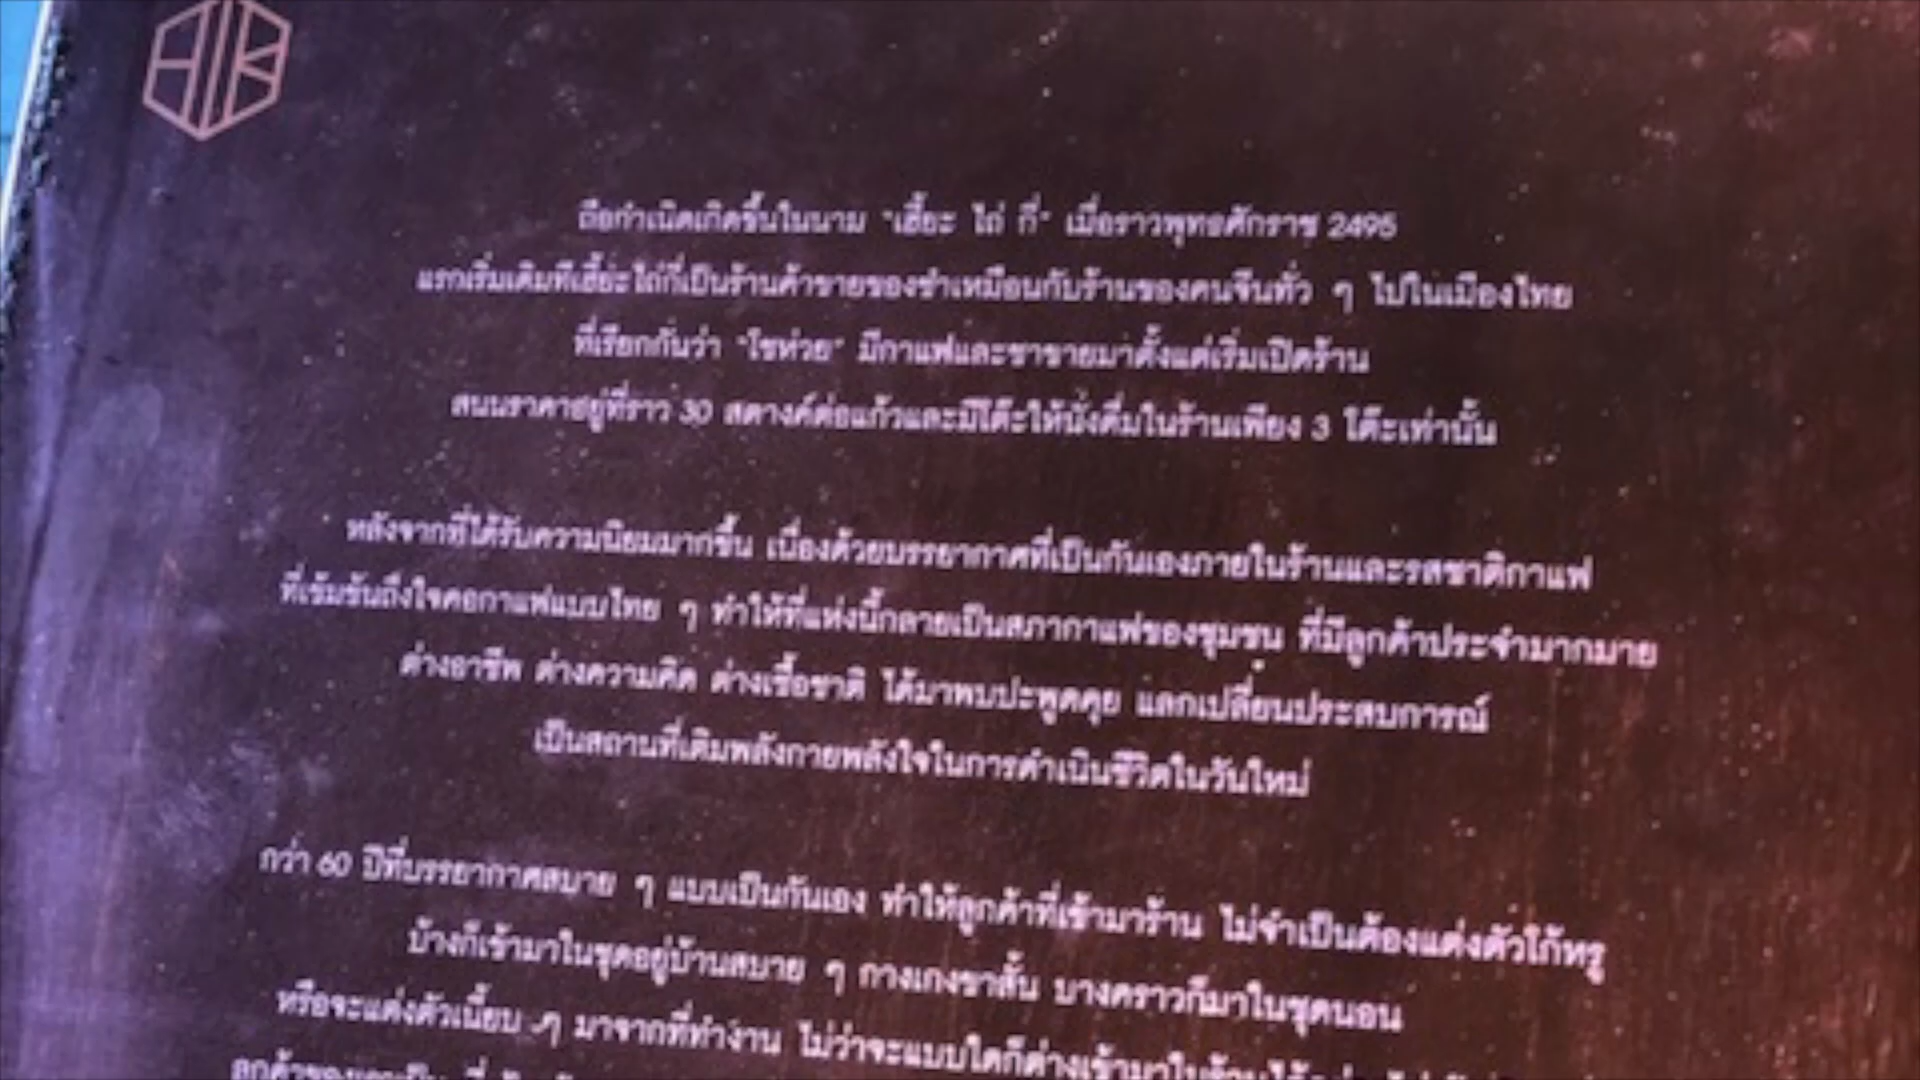 ถือกำเนิดเกิดขึ้นในนาม "เฮี้ยะ ไถ่ กี่" เมื่อราวพุทธศักราช 2495
แรกเริ่มเดิมทีเฮี้ยะไถ่กี่เป็นร้านค้าขายของชำเหมือนกับร้านของคนจีนทั่ว ๆ ไปในเมืองไทย
ที่เรียกกันว่า "โชห่วย" มีกาแฟและชาขายมาตั้งแต่เริ่มเปิดร้าน
สนนราคาอยู่ที่ราว 30 สตางค์ต่อแก้วและมีโต๊ะให้นั่งดื่มในร้านเพียง 3 โต๊ะเท่านั้น
หลังจากที่ได้รับความนิยมมากขึ้น เนื่องด้วยบรรยากาศที่เป็นกันเองภายในร้านและรสชาติกาแฟ
ที่เข้มข้นถึงใจคอกาแฟแบบไทย ๆ ทำให้ที่แห่งนี้กลายเป็นสภากาแฟของชุมชน ที่มีลูกค้าประจำมากมาย
ต่างอาชีพ ต่างความคิด ต่างเชื้อชาติ ได้มาพบปะพูดคุย แลกเปลี่ยนประสบการณ์
เป็นสถานที่เติมพลังกายพลังใจในการดำเนินชีวิตในวันใหม่
กว่า 60 ปีที่บรรยากาศสบาย ๆ แบบเป็นกันเอง ทำให้ลูกค้าที่เข้ามาร้าน ไม่จำเป็นต้องแต่งตัวโก้หรู
บ้างก็เข้ามาในชุดอยู่บ้านสบาย ๆ กางเกงขาสั้น บางคราวก็มาในชุดนอน
หรือจะแต่งตัวเนี้ยบ ๆ มาจากที่ทำงาน ไม่ว่าจะแบบใดก็ต่างเข้ามาในร้านได้